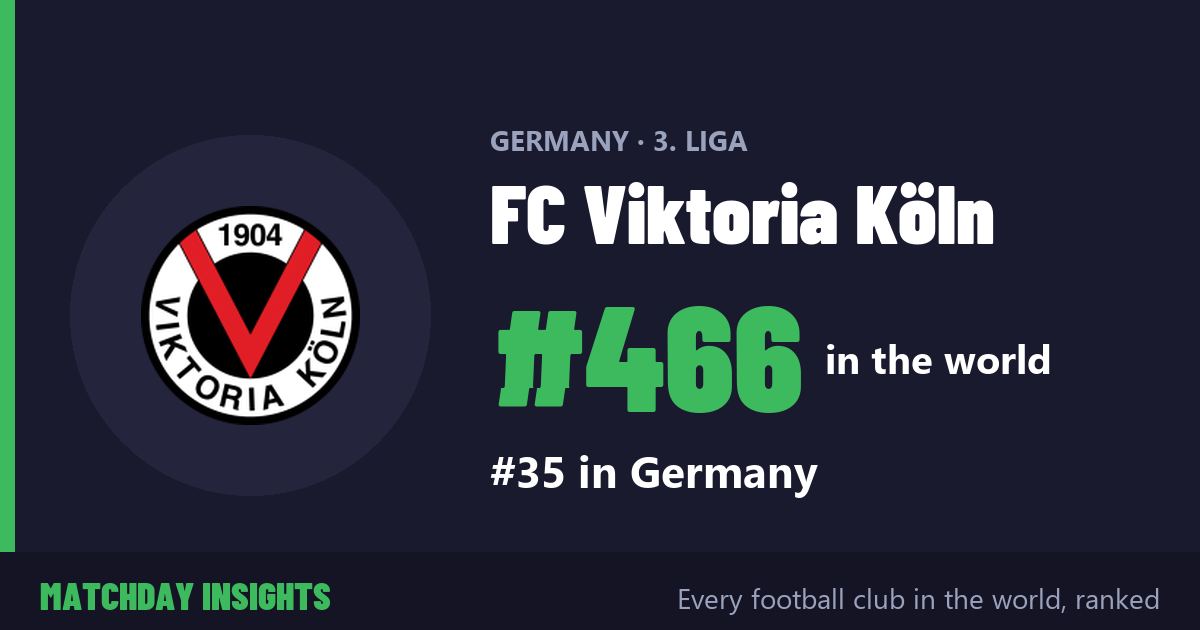 1904
VIKTORIA KÖLN
GERMANY · 3. LIGA
FC Viktoria Köln
#466 in the world
#35 in Germany
MATCHDAY INSIGHTS
Every football club in the world, ranked